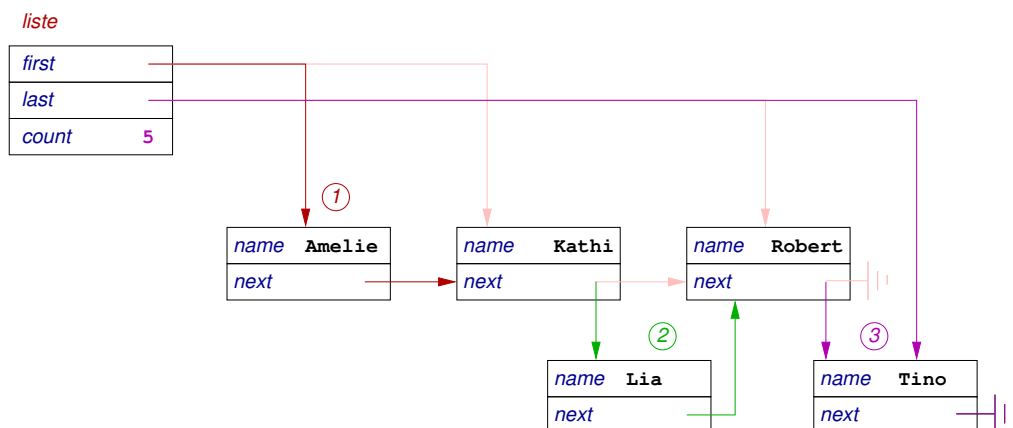 liste
first
last
count 5
1
name Amelie
next
name Kathi
next
name Robert
next
2
3
name Lia
next
name Tino
next